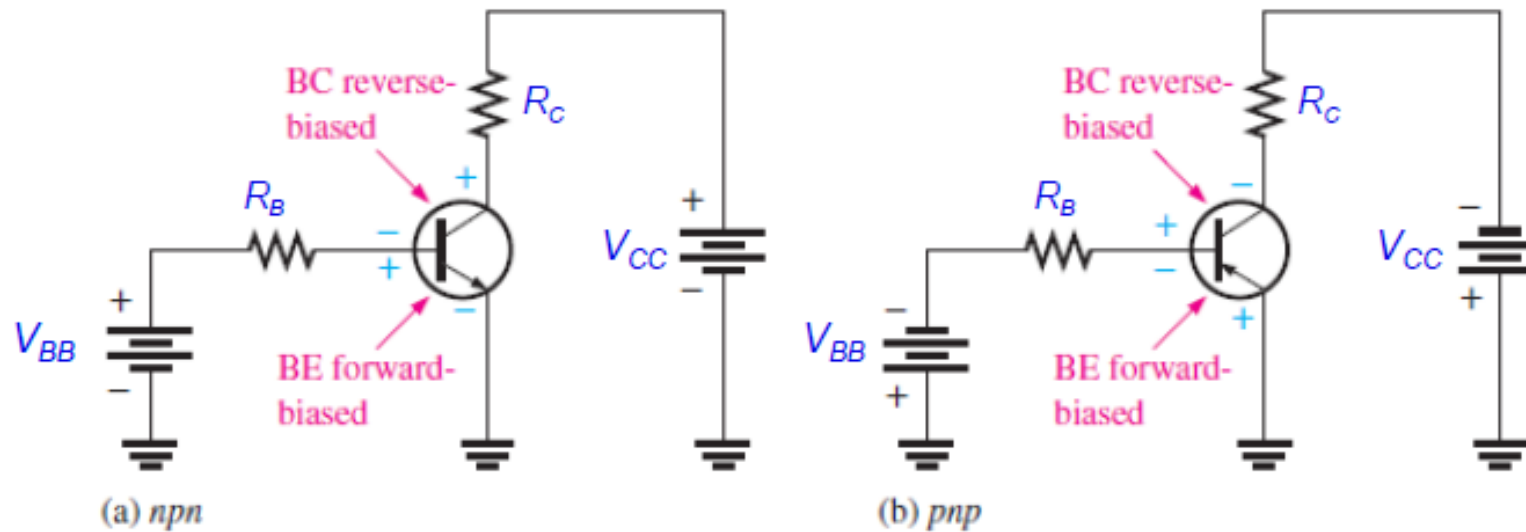 BC reverse-
biased
R_C
R_B
+
−
+
−
+
V_CC
−
+
V_BB
−
BE forward-
biased
(a) npn
BC reverse-
biased
R_C
R_B
−
+
−
+
−
V_CC
+
−
V_BB
+
BE forward-
biased
(b) pnp